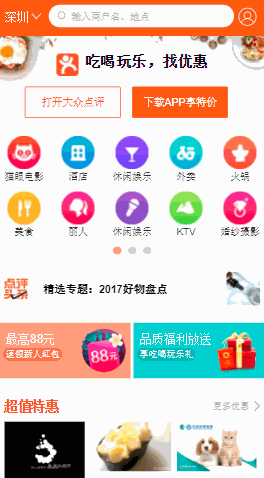 深圳
输入商户名、地点
吃喝玩乐，找优惠
打开大众点评
下载APP享特价
猫眼电影 酒店 休闲娱乐 外卖 火锅
美食 丽人 休闲娱乐 KTV 婚纱摄影
点评
头条
精选专题：2017好物盘点
最高88元
迷领新人红包
88元
品质福利放送
享吃喝玩乐礼
超值特惠
更多优惠